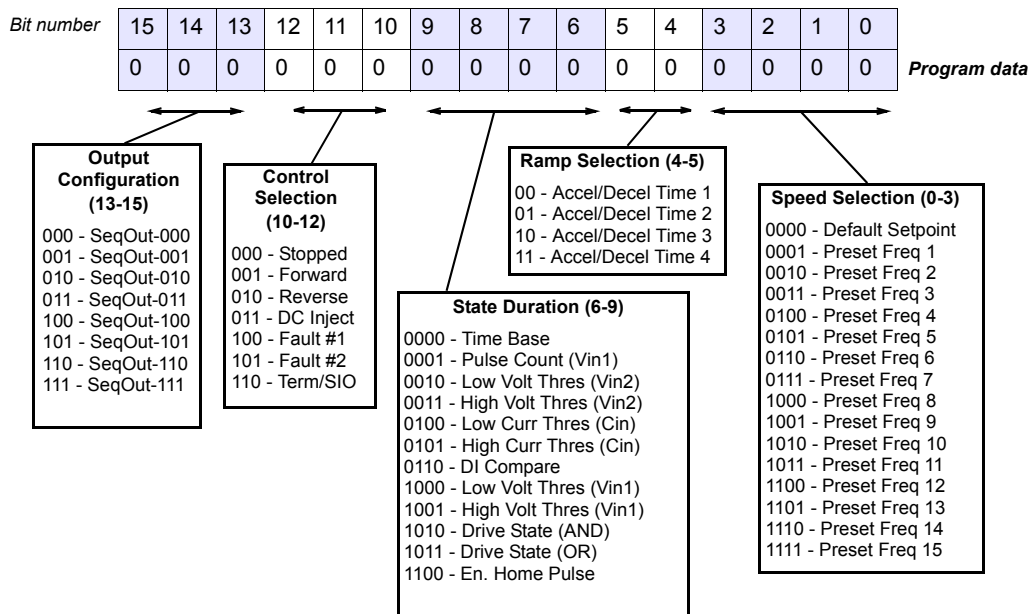 Bit number 15 14 13 12 11 10 9 8 7 6 5 4 3 2 1 0
0 0 0 0 0 0 0 0 0 0 0 0 0 0 0 0 Program data
Output
Configuration
(13-15)
000 - SeqOut-000
001 - SeqOut-001
010 - SeqOut-010
011 - SeqOut-011
100 - SeqOut-100
101 - SeqOut-101
110 - SeqOut-110
111 - SeqOut-111
Control
Selection
(10-12)
000 - Stopped
001 - Forward
010 - Reverse
011 - DC Inject
100 - Fault #1
101 - Fault #2
110 - Term/SIO
State Duration (6-9)
0000 - Time Base
0001 - Pulse Count (Vin1)
0010 - Low Volt Thres (Vin2)
0011 - High Volt Thres (Vin2)
0100 - Low Curr Thres (Cin)
0101 - High Curr Thres (Cin)
0110 - DI Compare
1000 - Low Volt Thres (Vin1)
1001 - High Volt Thres (Vin1)
1010 - Drive State (AND)
1011 - Drive State (OR)
1100 - En. Home Pulse
Ramp Selection (4-5)
00 - Accel/Decel Time 1
01 - Accel/Decel Time 2
10 - Accel/Decel Time 3
11 - Accel/Decel Time 4
Speed Selection (0-3)
0000 - Default Setpoint
0001 - Preset Freq 1
0010 - Preset Freq 2
0011 - Preset Freq 3
0100 - Preset Freq 4
0101 - Preset Freq 5
0110 - Preset Freq 6
0111 - Preset Freq 7
1000 - Preset Freq 8
1001 - Preset Freq 9
1010 - Preset Freq 10
1011 - Preset Freq 11
1100 - Preset Freq 12
1101 - Preset Freq 13
1110 - Preset Freq 14
1111 - Preset Freq 15